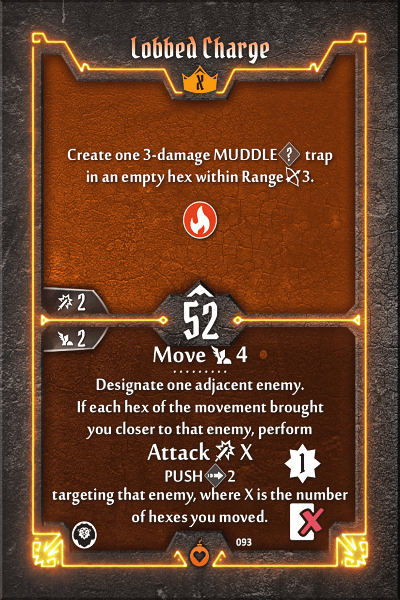 Lobbed Charge
X
Create one 3-damage MUDDLE ? trap
in an empty hex within Range 3.
2
52
2
Move 4
Designate one adjacent enemy.
If each hex of the movement brought
you closer to that enemy, perform
Attack X
PUSH 2
1
targeting that enemy, where X is the number
of hexes you moved.
093